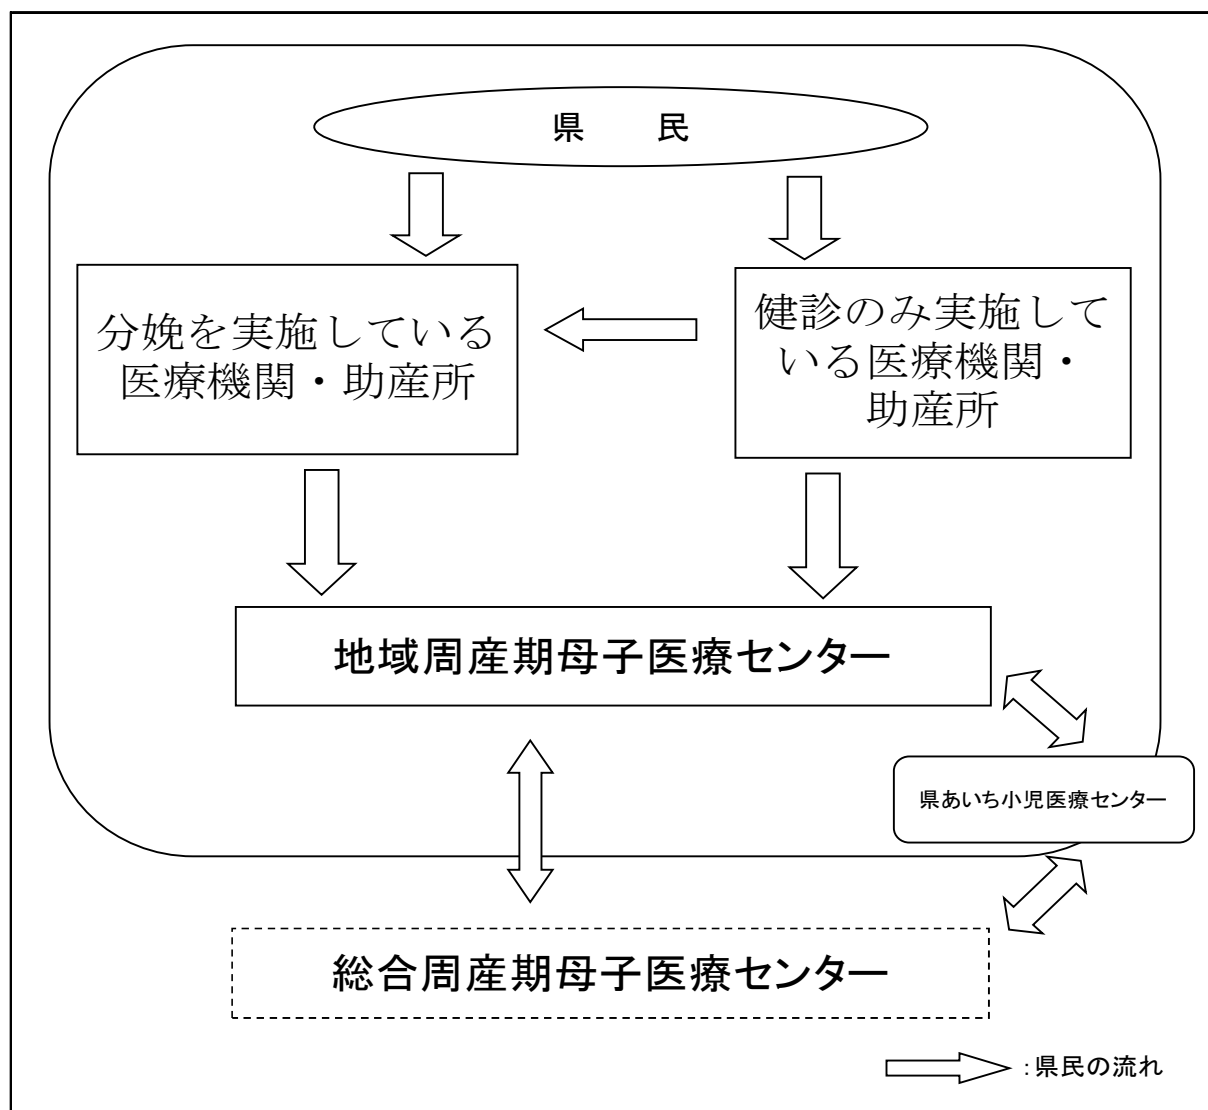 県　　民
分娩を実施している
医療機関・助産所
健診のみ実施して
いる医療機関・
助産所
地域周産期母子医療センター
県あいち小児医療センター
総合周産期母子医療センター
：県民の流れ